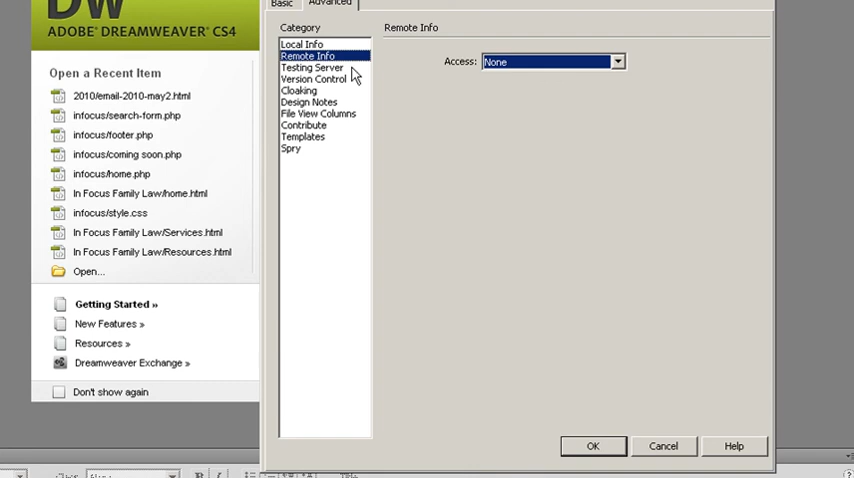 DW
ADOBE® DREAMWEAVER® CS4
Open a Recent Item
2010/email-2010-may2.html
infocus/search-form.php
infocus/footer.php
infocus/coming soon.php
infocus/home.php
In Focus Family Law/home.html
infocus/style.css
In Focus Family Law/Services.html
In Focus Family Law/Resources.html
Open...
Getting Started »
New Features »
Resources »
Dreamweaver Exchange »
Don't show again
Basic
Advanced
Category
Local Info
Remote Info
Testing Server
Version Control
Cloaking
Design Notes
File View Columns
Contribute
Templates
Spry
Remote Info
Access: None
OK
Cancel
Help
B I